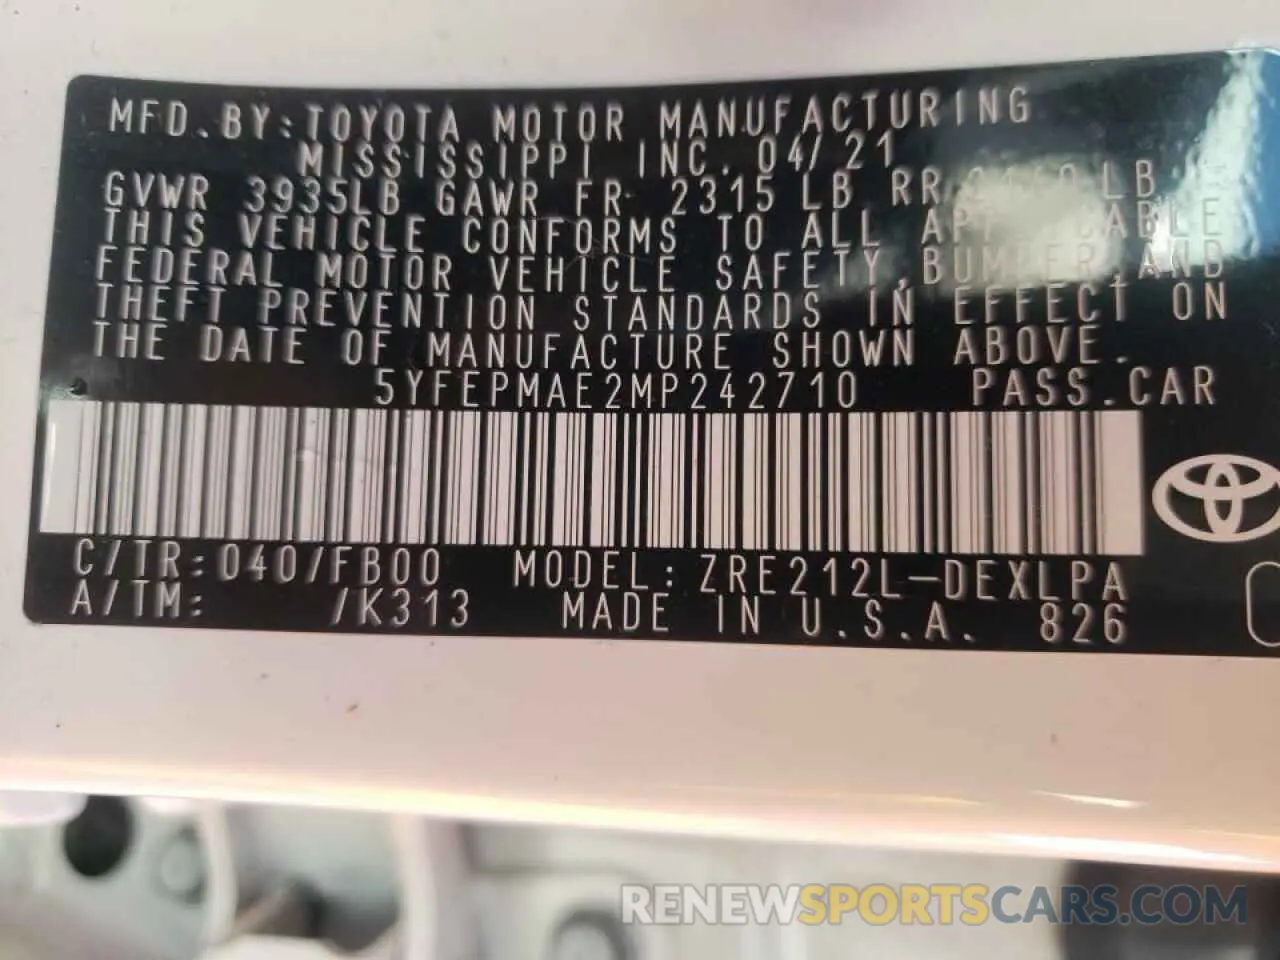 MFD. BY: TOYOTA MOTOR MANUFACTURING
MISSISSIPPI INC. 04/21
GVWR 3935LB GAWR FR 2315 LB RR LB
THIS VEHICLE CONFORMS TO ALL APPLICABLE
FEDERAL MOTOR VEHICLE SAFETY, BUMPER, AND
THEFT PREVENTION STANDARDS IN EFFECT ON
THE DATE OF MANUFACTURE SHOWN ABOVE.
5YFEPMAE2MP242710 PASS. CAR
C/TR: 040/FB00 MODEL: ZRE212L-DEXLPA
A/TM: /K313 MADE IN U.S.A. 826
RENEWSPORTSCARS.COM